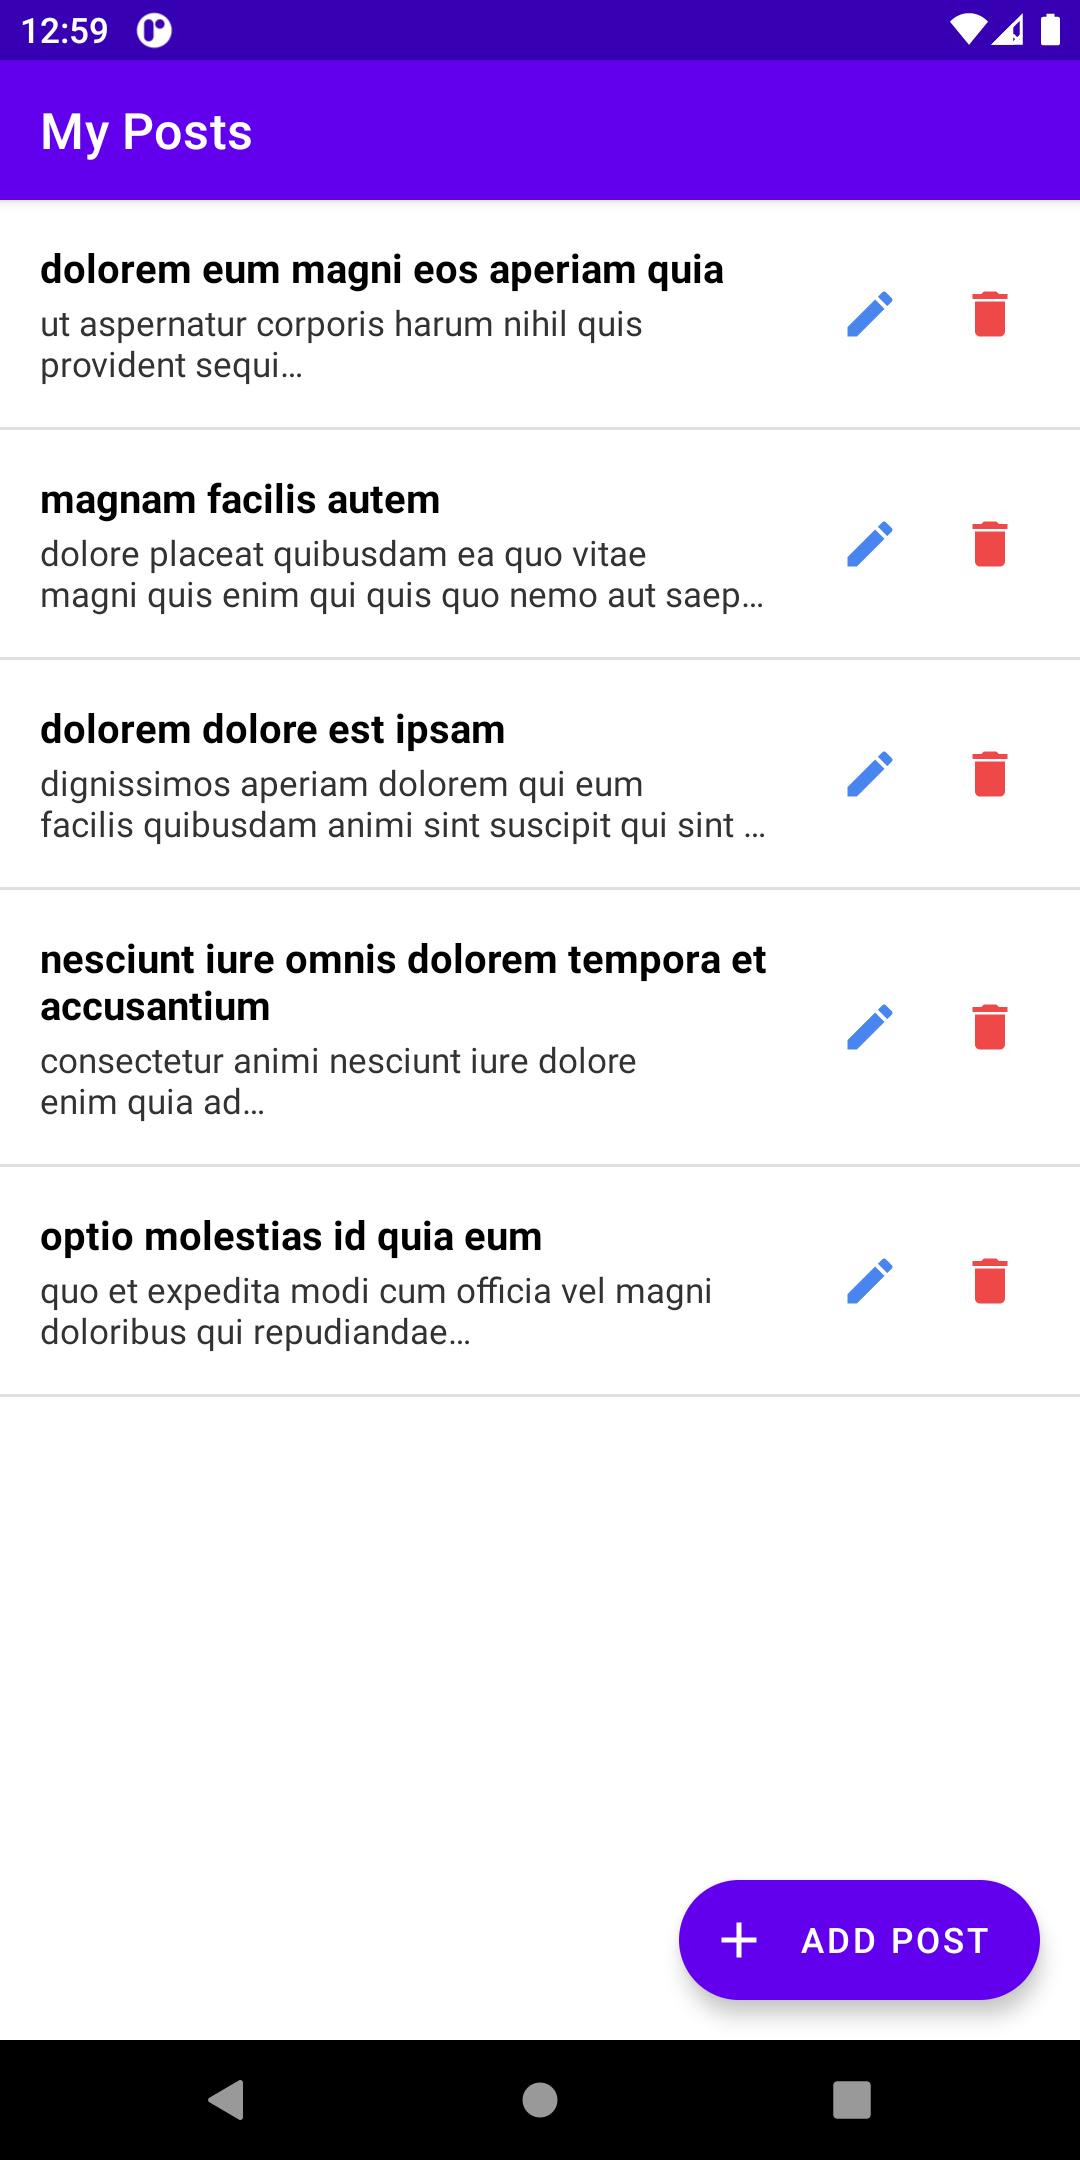 12:59
My Posts
dolorem eum magni eos aperiam quia
ut aspernatur corporis harum nihil quis
provident sequi…
magnam facilis autem
dolore placeat quibusdam ea quo vitae
magni quis enim qui quis quo nemo aut saep…
dolorem dolore est ipsam
dignissimos aperiam dolorem qui eum
facilis quibusdam animi sint suscipit qui sint …
nesciunt iure omnis dolorem tempora et
accusantium
consectetur animi nesciunt iure dolore
enim quia ad…
optio molestias id quia eum
quo et expedita modi cum officia vel magni
doloribus qui repudiandae…
ADD POST